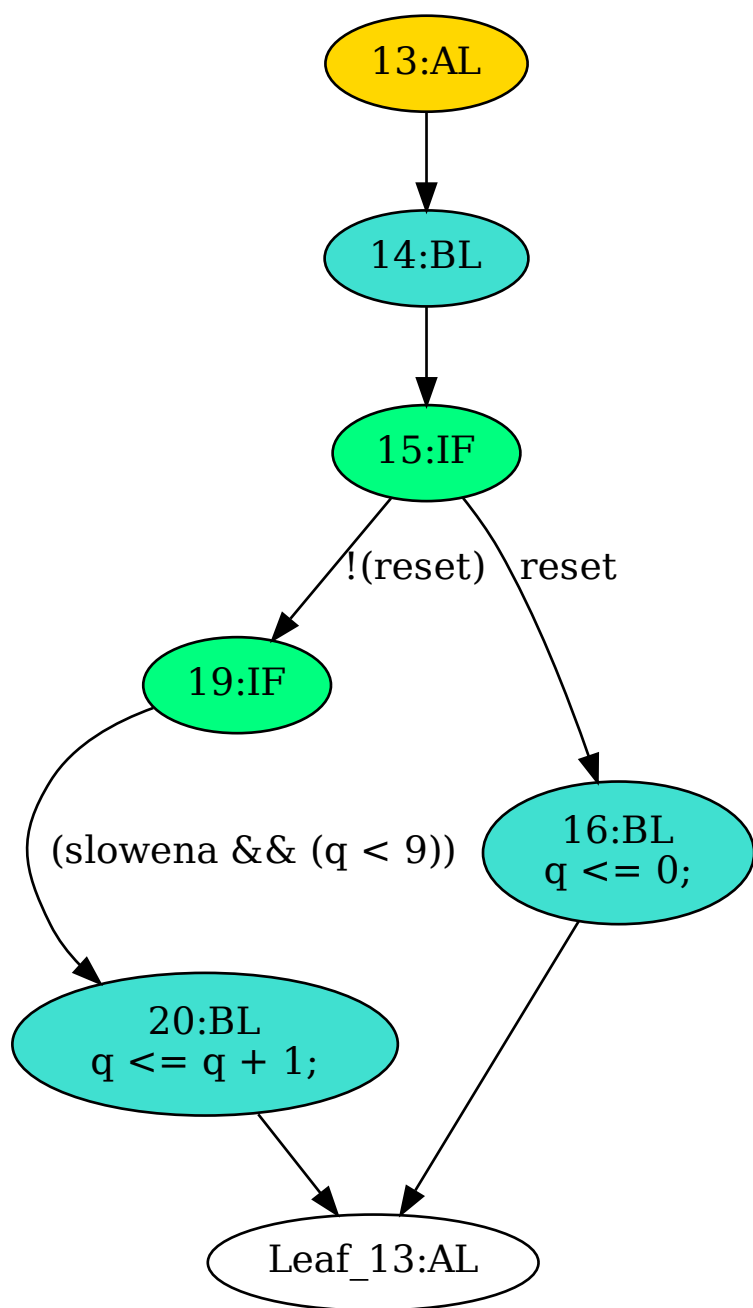 13:AL
14:BL
15:IF
!(reset)
reset
19:IF
(slowena && (q < 9))
16:BL
q <= 0;
20:BL
q <= q + 1;
Leaf_13:AL